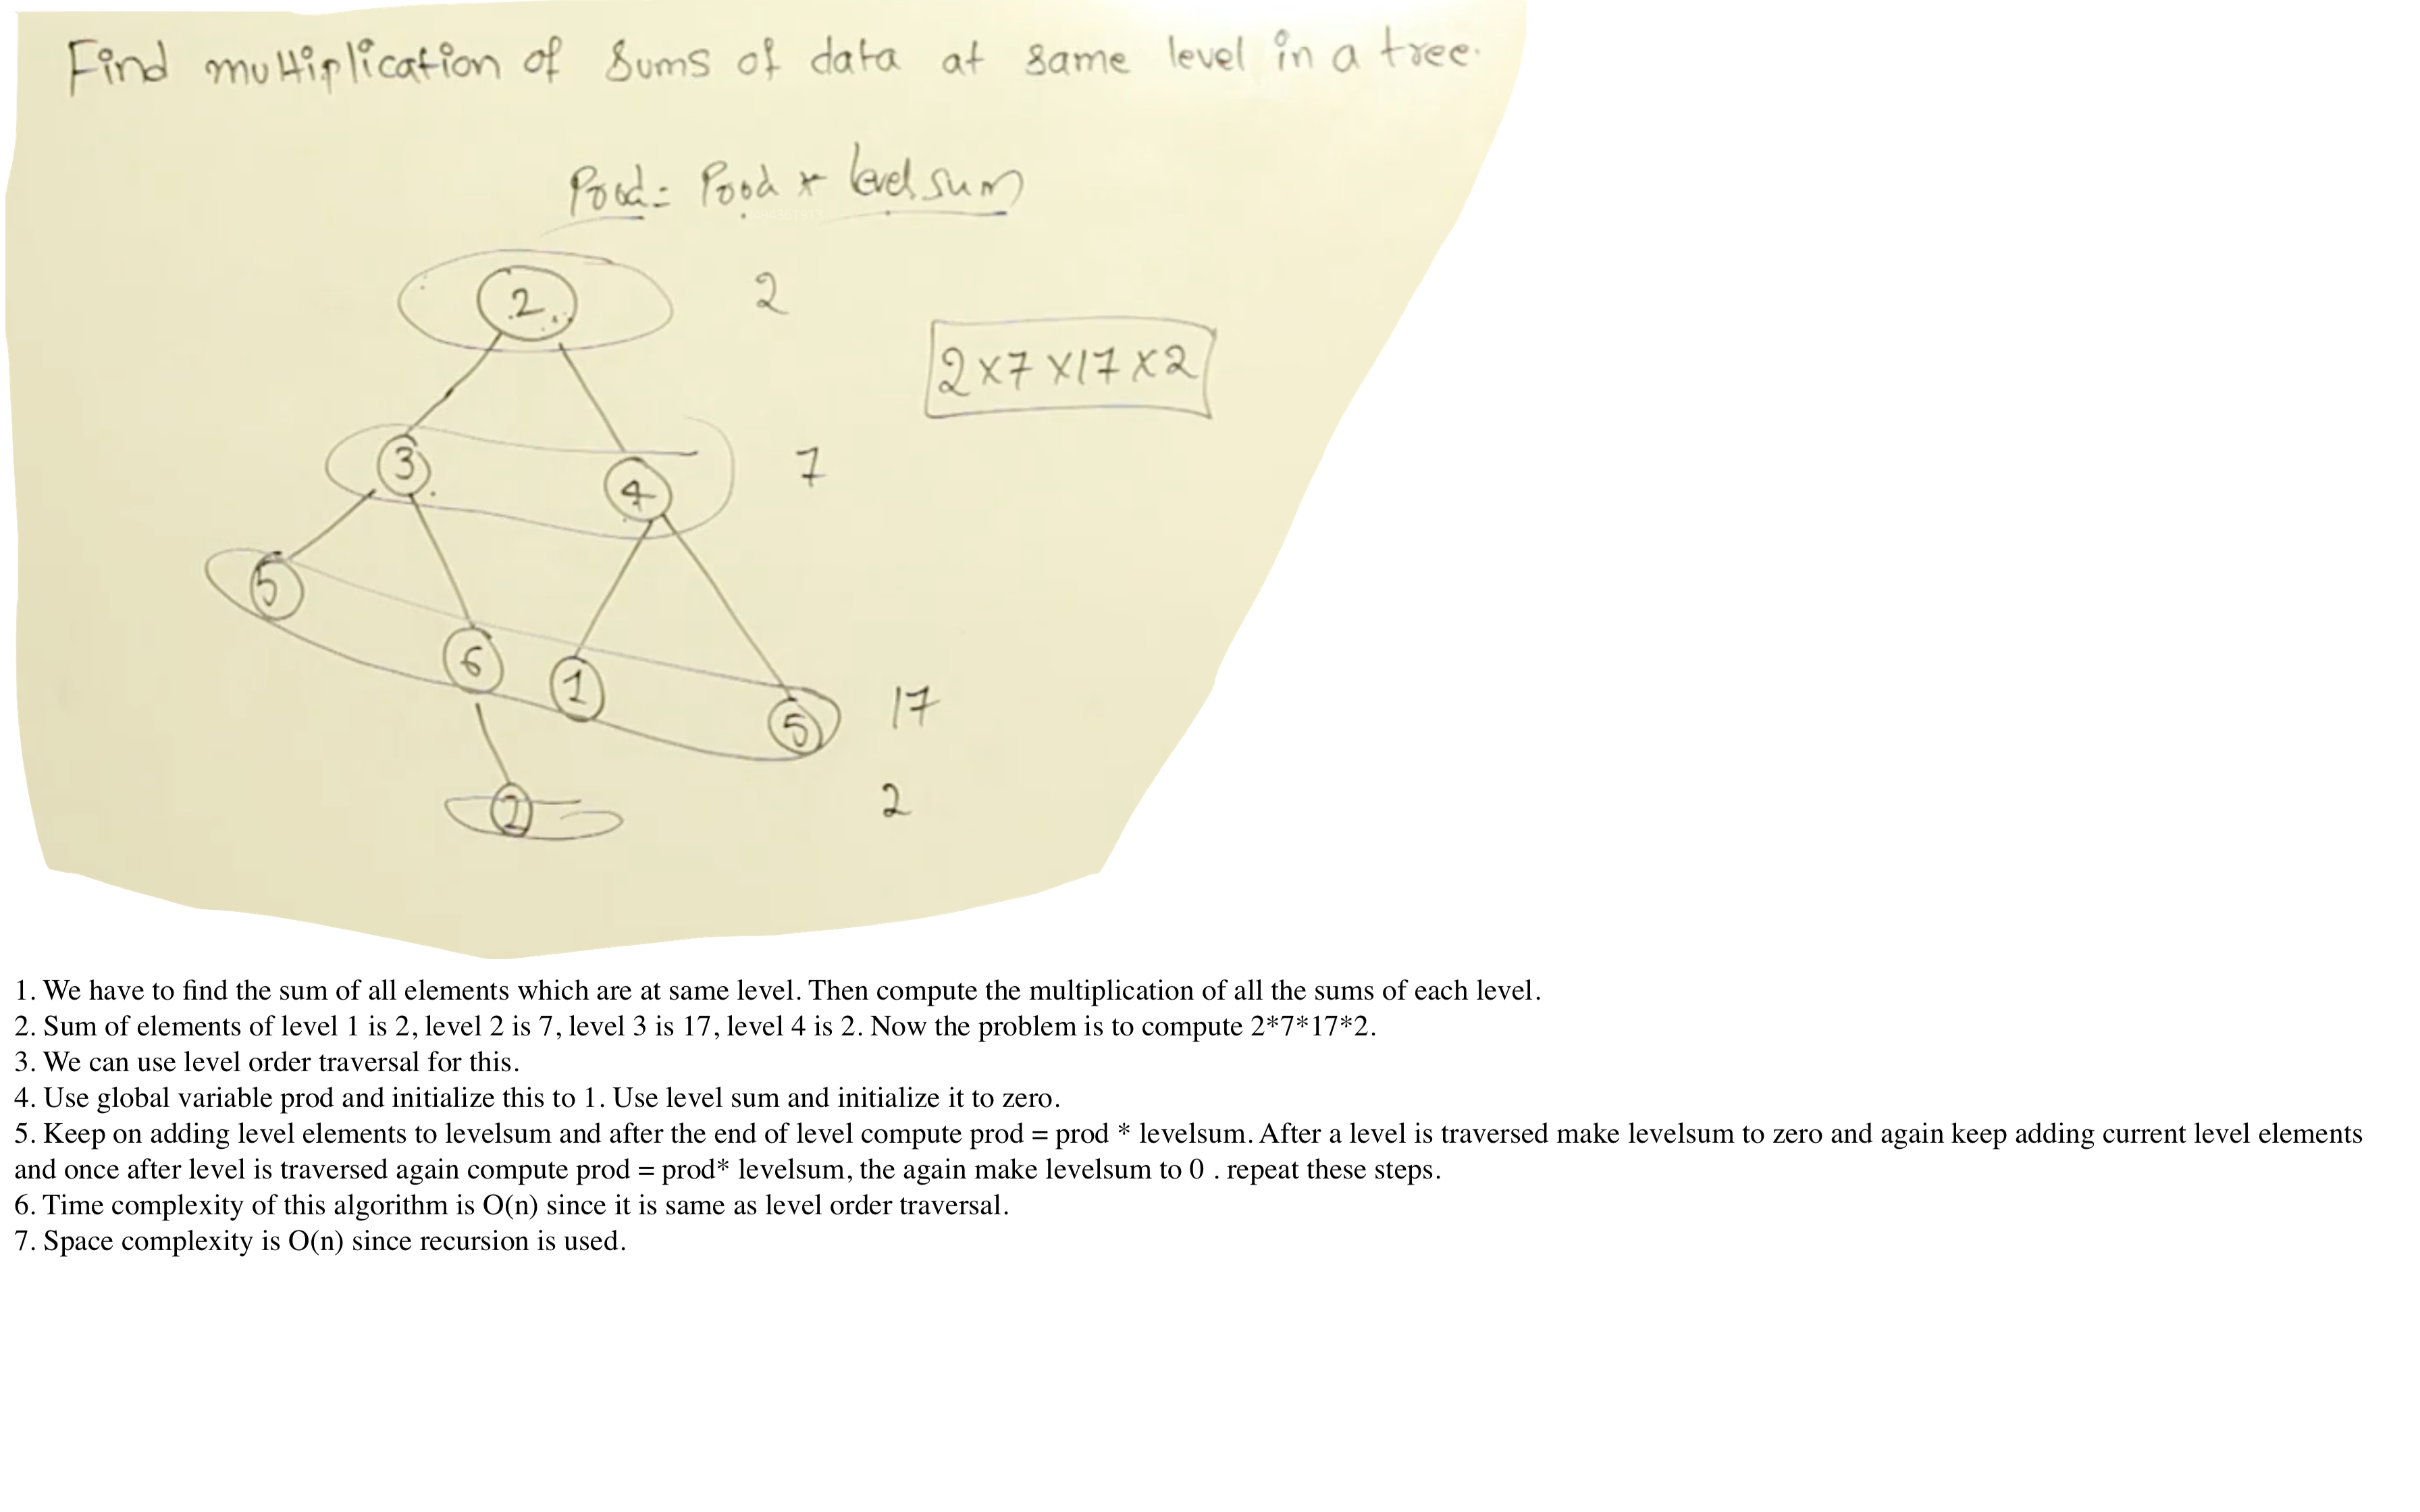 Find multiplication of sums of data at same level in a tree.
Prod = Prod * level sum
2 2
2×7×17×2
3 4 7
5
6 1 5 17
2 2
1. We have to find the sum of all elements which are at same level. Then compute the multiplication of all the sums of each level.
2. Sum of elements of level 1 is 2, level 2 is 7, level 3 is 17, level 4 is 2. Now the problem is to compute 2*7*17*2.
3. We can use level order traversal for this.
4. Use global variable prod and initialize this to 1. Use level sum and initialize it to zero.
5. Keep on adding level elements to levelsum and after the end of level compute prod = prod * levelsum. After a level is traversed make levelsum to zero and again keep adding current level elements
and once after level is traversed again compute prod = prod* levelsum, the again make levelsum to 0 . repeat these steps.
6. Time complexity of this algorithm is O(n) since it is same as level order traversal.
7. Space complexity is O(n) since recursion is used.